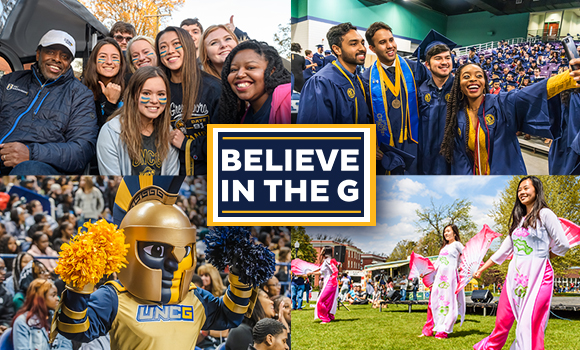 BELIEVE
IN THE G
UNCG